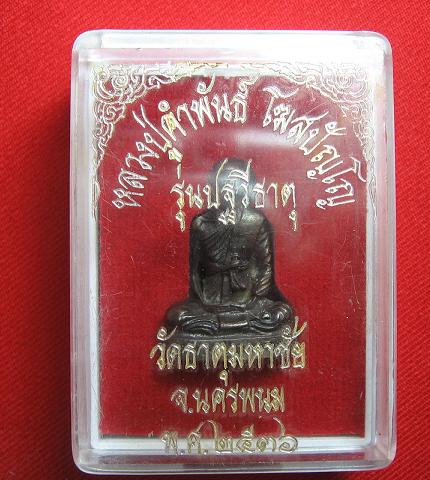 หลวงปู่คำพันธ์ โฆสปัญโญ
รุ่นปฐวีธาตุ
วัดธาตุมหาชัย
จ.นครพนม
พ.ศ.๒๕๓๖